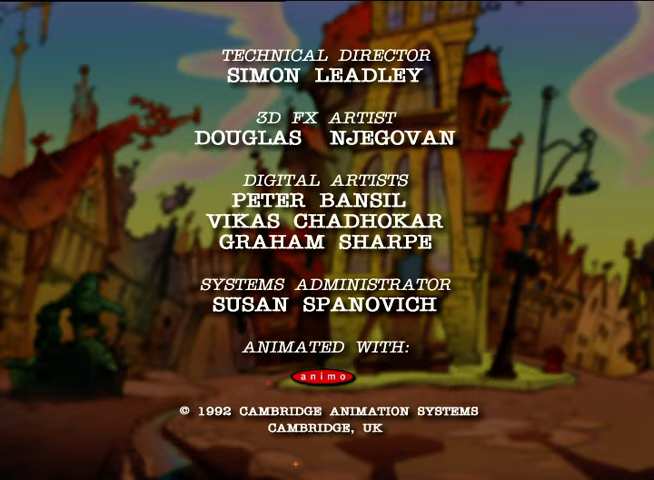 TECHNICAL DIRECTOR
SIMON LEADLEY
3D FX ARTIST
DOUGLAS NJEGOVAN
DIGITAL ARTISTS
PETER BANSIL
VIKAS CHADHOKAR
GRAHAM SHARPE
SYSTEMS ADMINISTRATOR
SUSAN SPANOVICH
ANIMATED WITH:
animo
© 1992 CAMBRIDGE ANIMATION SYSTEMS
CAMBRIDGE, UK